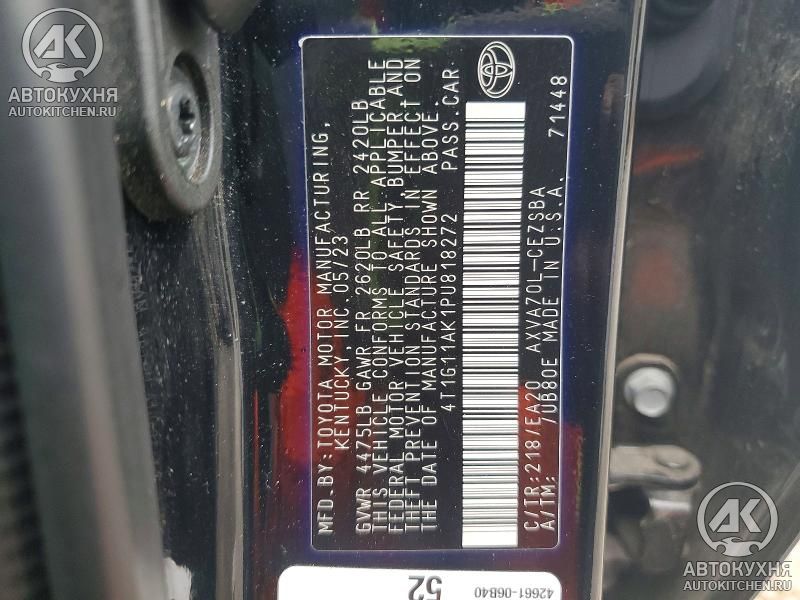 АК
АВТОКУХНЯ
AUTOKITCHEN.RU
MFD.BY:TOYOTA MOTOR MANUFACTURING,
KENTUCKY, INC 05/23
GVWR 4475LB GAWR FR 2620LB RR 2420LB
THIS VEHICLE CONFORMS TO ALL APPLICABLE
FEDERAL MOTOR VEHICLE SAFETY, BUMPER, AND
THEFT PREVENTION STANDARDS IN EFFECT ON
THE DATE OF MANUFACTURE SHOWN ABOVE.
4T1G11AK1PU818272 PASS.CAR
C/TR:218/EA20 AXVA70L-CEZSBA
A/TM: /UB80E MADE IN U.S.A. 71448
52
42661-06B40
АК
АВТОКУХНЯ
AUTOKITCHEN.RU